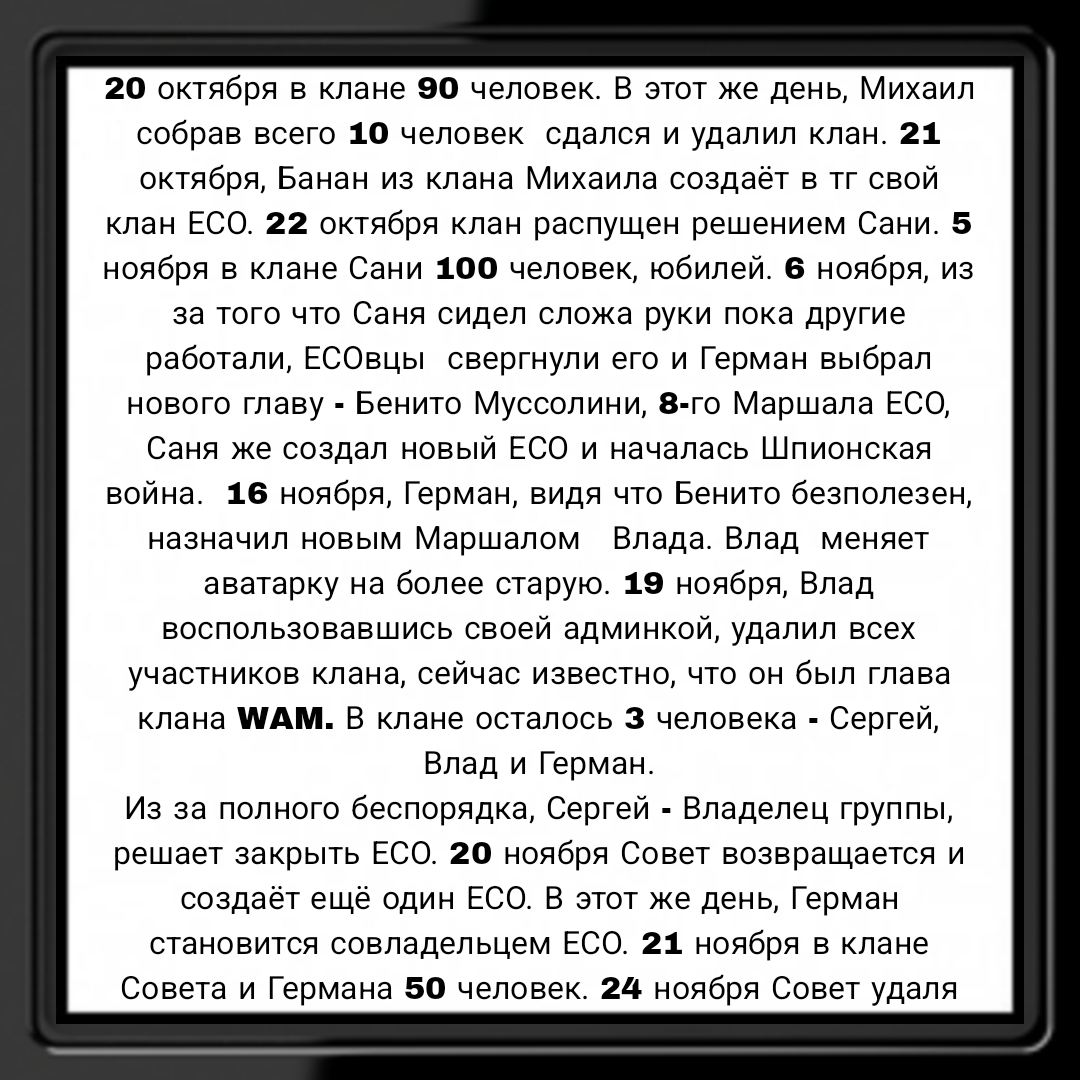 20 октября в клане 90 человек. В этот же день, Михаил
собрав всего 10 человек  сдался и удалил клан. 21
октября, Банан из клана Михаила создаёт в тг свой
клан ЕСО. 22 октября клан распущен решением Сани. 5
ноября в клане Сани 100 человек, юбилей. 6 ноября, из
за того что Саня сидел сложа руки пока другие
работали, ЕСОвцы  свергнули его и Герман выбрал
нового главу - Бенито Муссолини, 8-го Маршала ЕСО,
Саня же создал новый ЕСО и началась Шпионская
война.  16 ноября, Герман, видя что Бенито безполезен,
назначил новым Маршалом   Влада. Влад  меняет
аватарку на более старую. 19 ноября, Влад
воспользовавшись своей админкой, удалил всех
участников клана, сейчас известно, что он был глава
клана WAM. В клане осталось 3 человека - Сергей,
Влад и Герман.
Из за полного беспорядка, Сергей - Владелец группы,
решает закрыть ЕСО. 20 ноября Совет возвращается и
создаёт ещё один ЕСО. В этот же день, Герман
становится совладельцем ЕСО. 21 ноября в клане
Совета и Германа 50 человек. 24 ноября Совет удаля